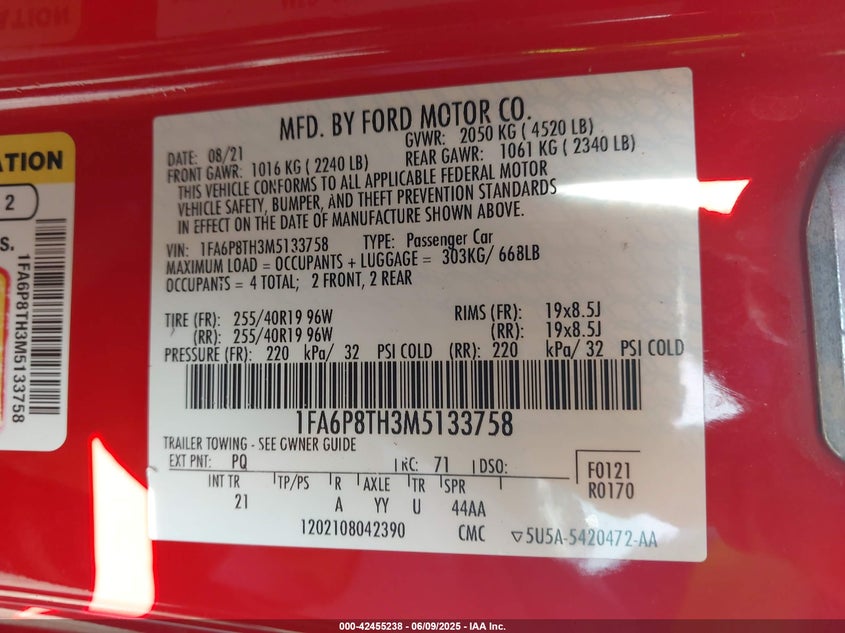 MFD. BY FORD MOTOR CO.
DATE: 08/21 GVWR: 2050 KG ( 4520 LB)
FRONT GAWR: 1016 KG ( 2240 LB) REAR GAWR: 1061 KG ( 2340 LB)
THIS VEHICLE CONFORMS TO ALL APPLICABLE FEDERAL MOTOR
VEHICLE SAFETY, BUMPER, AND THEFT PREVENTION STANDARDS
IN EFFECT ON THE DATE OF MANUFACTURE SHOWN ABOVE.
VIN: 1FA6P8TH3M5133758 TYPE: Passenger Car
MAXIMUM LOAD = OCCUPANTS + LUGGAGE = 303KG/ 668LB
OCCUPANTS = 4 TOTAL; 2 FRONT, 2 REAR
TIRE (FR): 255/40R19 96W RIMS (FR): 19x8.5J
(RR): 255/40R19 96W (RR): 19x8.5J
PRESSURE (FR): 220 kPa/ 32 PSI COLD (RR): 220 kPa/ 32 PSI COLD
1FA6P8TH3M5133758
TRAILER TOWING - SEE OWNER GUIDE
EXT PNT: PQ RC: 71 DSO: F0121
R0170
INT TR TP/PS R AXLE TR SPR
21 A YY U 44AA
1202108042390 CMC ▽5U5A-5420472-AA
ATION
2
S.
1FA6P8TH3M5133758
000-42455238 - 06/09/2025 - IAA Inc.